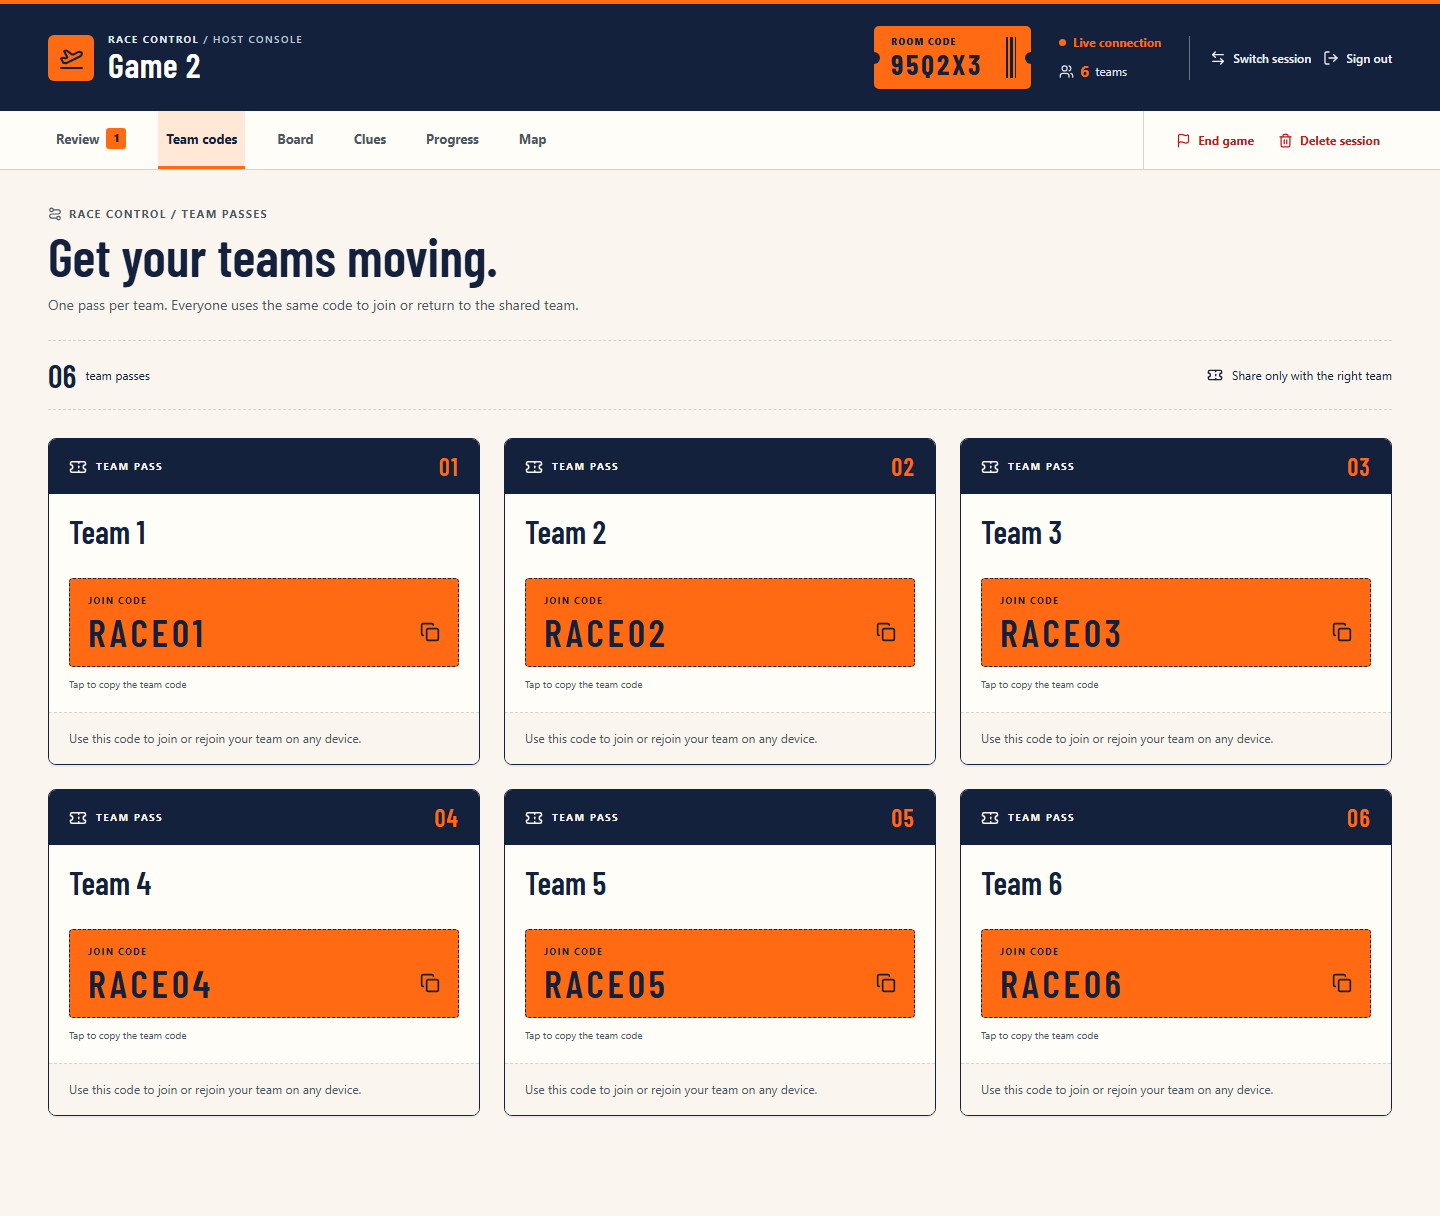 RACE CONTROL / HOST CONSOLE
Game 2
ROOM CODE
95Q2X3
Live connection
6 teams
Switch session
Sign out
Review 1
Team codes
Board
Clues
Progress
Map
End game
Delete session
RACE CONTROL / TEAM PASSES
Get your teams moving.
One pass per team. Everyone uses the same code to join or return to the shared team.
06 team passes
Share only with the right team
TEAM PASS 01
Team 1
JOIN CODE
RACE01
Tap to copy the team code
Use this code to join or rejoin your team on any device.
TEAM PASS 02
Team 2
JOIN CODE
RACE02
Tap to copy the team code
Use this code to join or rejoin your team on any device.
TEAM PASS 03
Team 3
JOIN CODE
RACE03
Tap to copy the team code
Use this code to join or rejoin your team on any device.
TEAM PASS 04
Team 4
JOIN CODE
RACE04
Tap to copy the team code
Use this code to join or rejoin your team on any device.
TEAM PASS 05
Team 5
JOIN CODE
RACE05
Tap to copy the team code
Use this code to join or rejoin your team on any device.
TEAM PASS 06
Team 6
JOIN CODE
RACE06
Tap to copy the team code
Use this code to join or rejoin your team on any device.